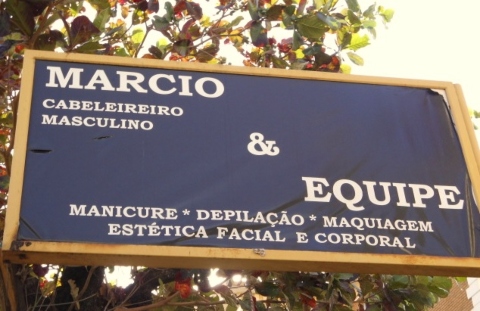 MARCIO
CABELEIREIRO
MASCULINO
&
EQUIPE
MANICURE * DEPILAÇÃO * MAQUIAGEM
ESTÉTICA FACIAL E CORPORAL